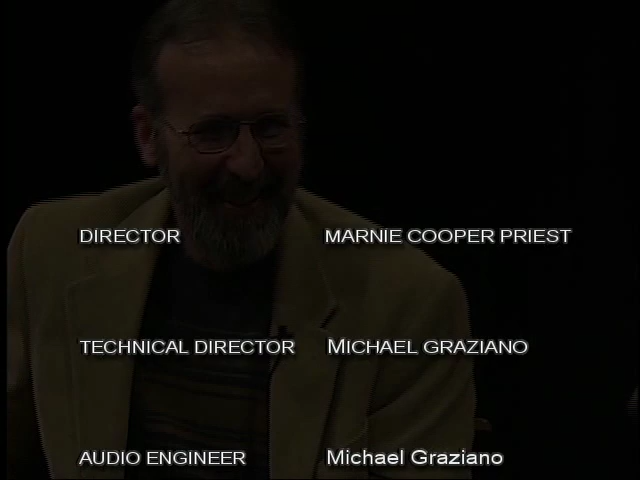 DIRECTOR MARNIE COOPER PRIEST
TECHNICAL DIRECTOR MICHAEL GRAZIANO
AUDIO ENGINEER Michael Graziano